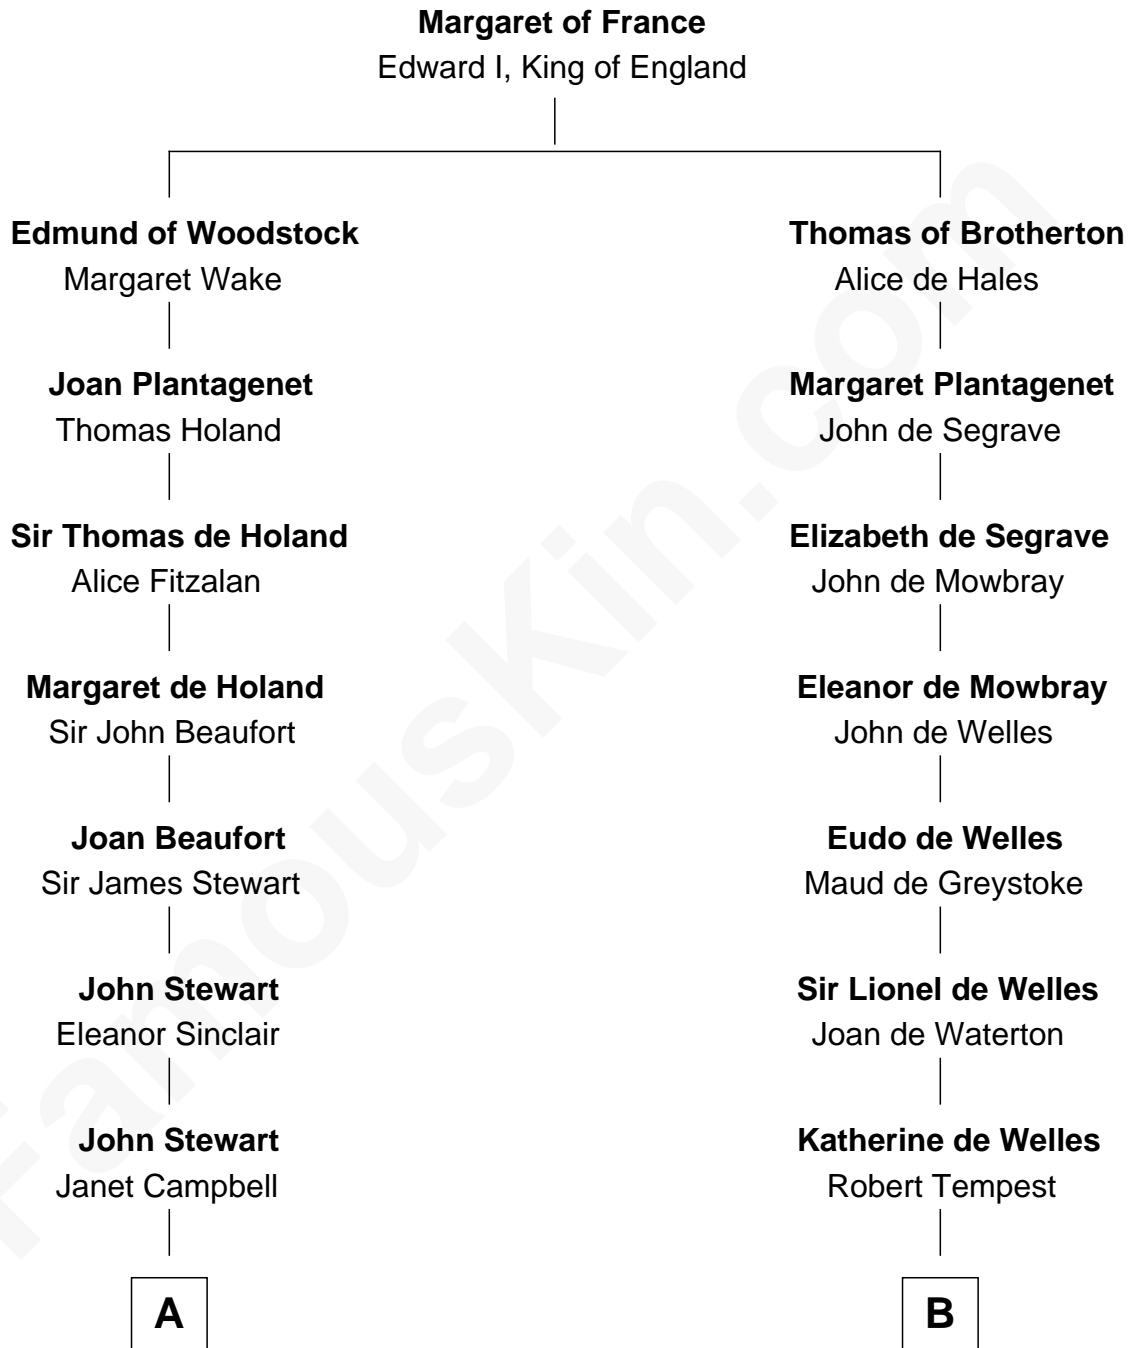 Margaret of France
Edward I, King of England
Edmund of Woodstock
Margaret Wake
Thomas of Brotherton
Alice de Hales
Joan Plantagenet
Thomas Holand
Margaret Plantagenet
John de Segrave
Sir Thomas de Holand
Alice Fitzalan
Elizabeth de Segrave
John de Mowbray
Margaret de Holand
Sir John Beaufort
Eleanor de Mowbray
John de Welles
Joan Beaufort
Sir James Stewart
Eudo de Welles
Maud de Greystoke
John Stewart
Eleanor Sinclair
Sir Lionel de Welles
Joan de Waterton
John Stewart
Janet Campbell
Katherine de Welles
Robert Tempest
A
B
FamousKin.com